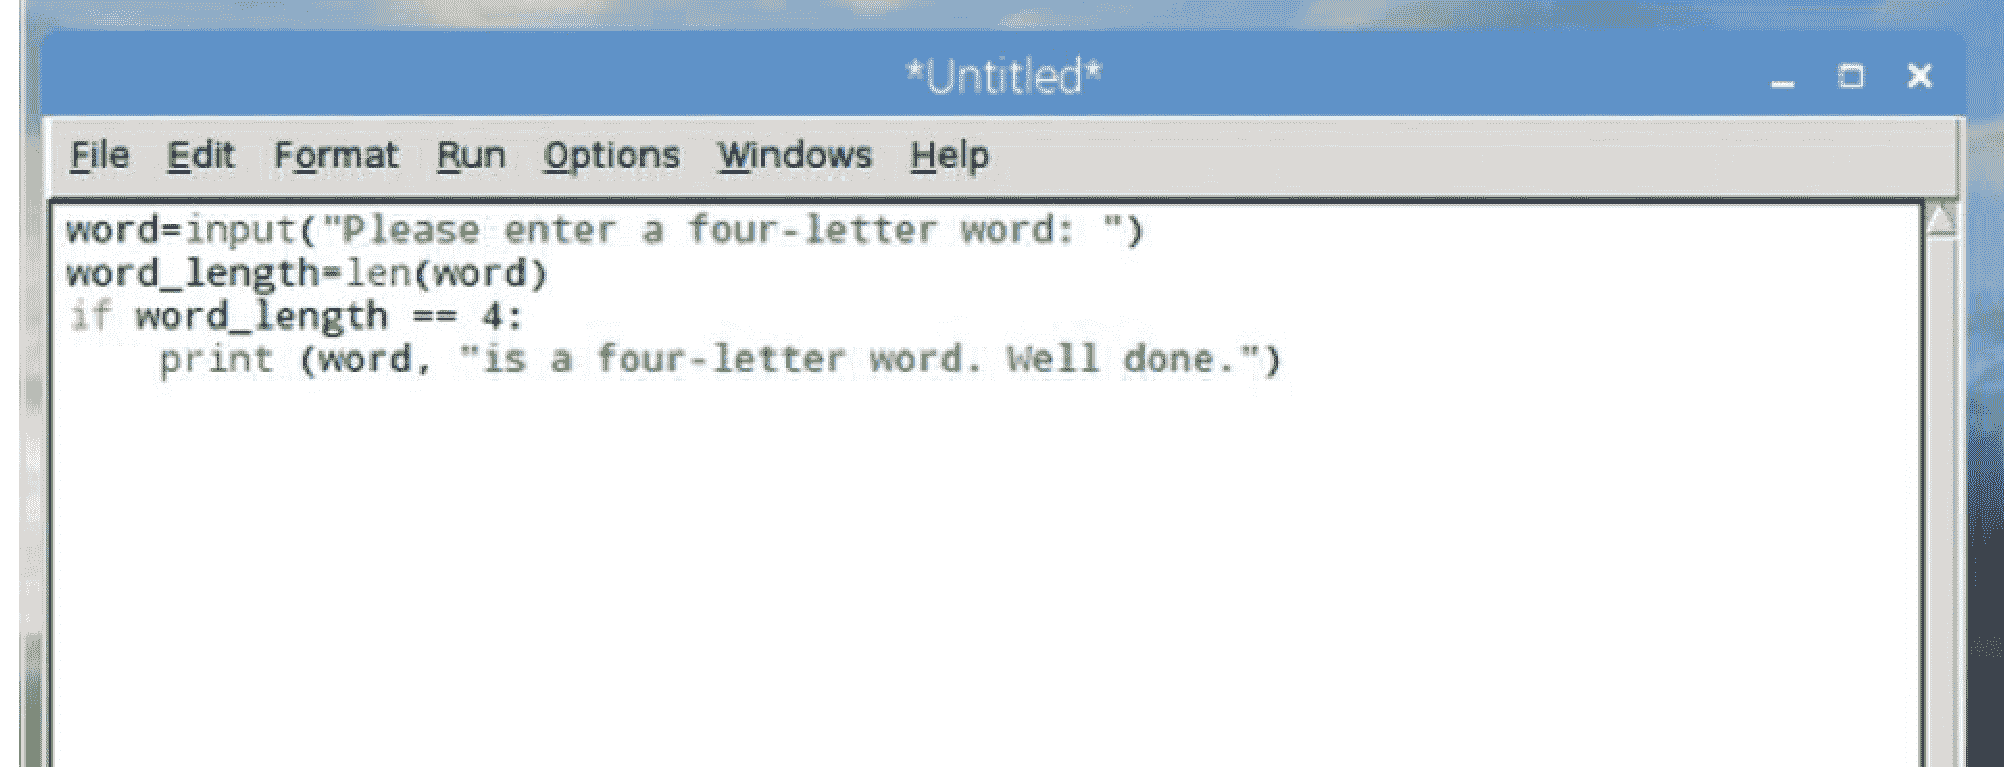 *Untitled*
File Edit Format Run Options Windows Help
word=input("Please enter a four-letter word: ")
word_length=len(word)
if word_length == 4:
    print (word, "is a four-letter word. Well done.")